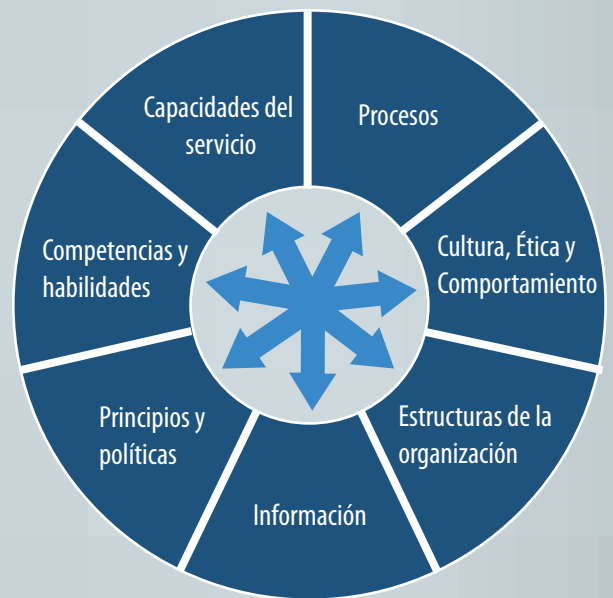 Capacidades del
servicio
Procesos
Cultura, Ética y
Comportamiento
Estructuras de la
organización
Información
Principios y
políticas
Competencias y
habilidades